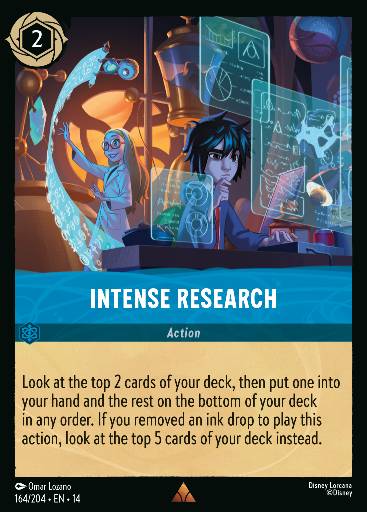 2
INTENSE RESEARCH
Action
Look at the top 2 cards of your deck, then put one into
your hand and the rest on the bottom of your deck
in any order. If you removed an ink drop to play this
action, look at the top 5 cards of your deck instead.
Omar Lozano
Disney Lorcana
164/204 • EN • 14
©Disney